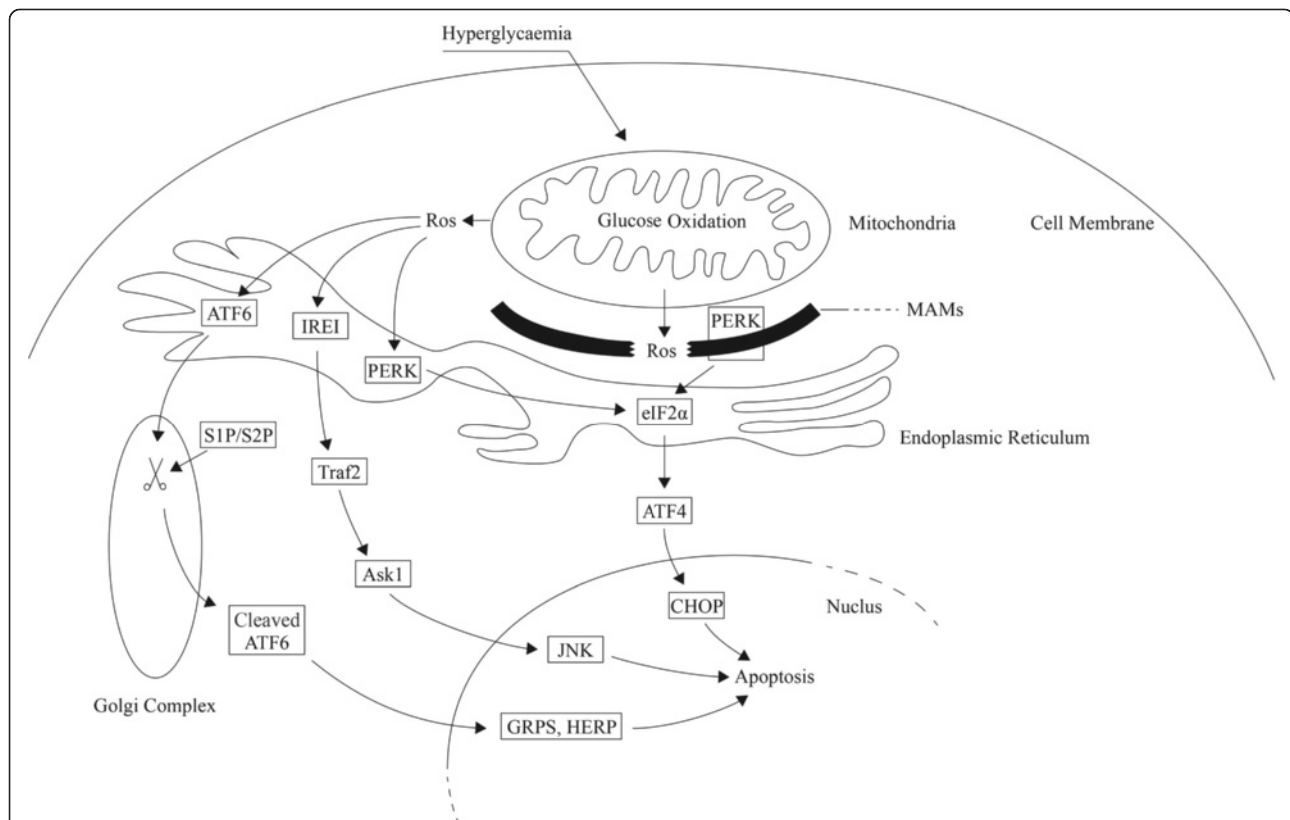 Hyperglycaemia
Ros
Glucose Oxidation
Mitochondria
Cell Membrane
ATF6
IREI
PERK
MAMs
Ros
PERK
eIF2α
S1P/S2P
Endoplasmic Reticulum
Traf2
ATF4
Ask1
CHOP
Nuclus
Cleaved
ATF6
JNK
Apoptosis
Golgi Complex
GRPS, HERP